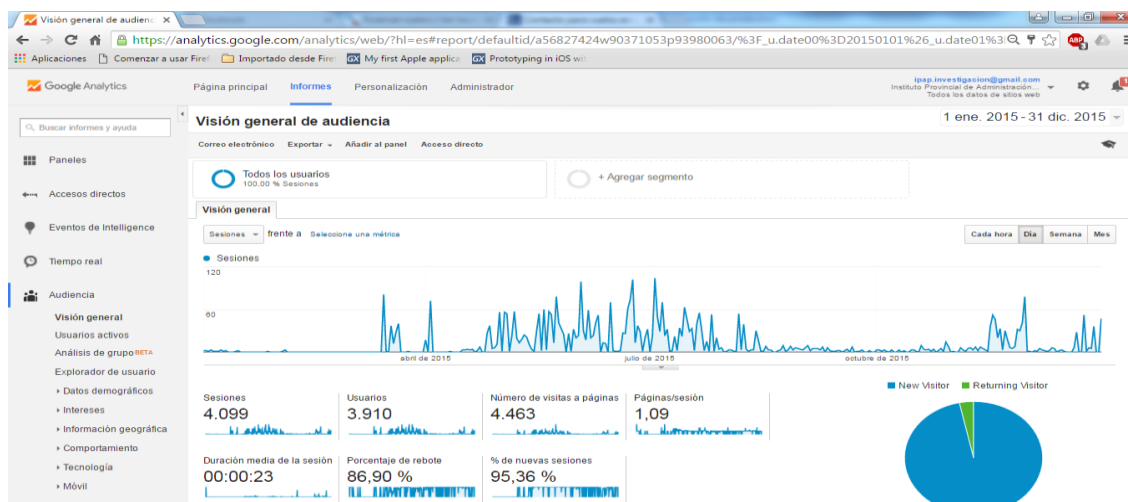 Visión general de audienc
https://analytics.google.com/analytics/web/?hl=es#report/defaultid/a56827424w90371053p93980063/%3F_u.date00%3D20150101%26_u.date01%3
Aplicaciones Comenzar a usar Firef Importado desde Fire My first Apple applica Prototyping in iOS wit
ABP
3
Google Analytics
Página principal Informes Personalización Administrador
ipap.investigacion@gmail.com
Instituto Provincial de Administración...
Todos los datos de sitios web
1
Buscar informes y ayuda
Paneles
Accesos directos
Eventos de Intelligence
Tiempo real
Audiencia
Visión general
Usuarios activos
Análisis de grupo BETA
Explorador de usuario
Datos demográficos
Intereses
Información geográfica
Comportamiento
Tecnología
Móvil
Visión general de audiencia
1 ene. 2015 - 31 dic. 2015
Correo electrónico Exportar Añadir al panel Acceso directo
Todos los usuarios
100.00 % Sesiones
+ Agregar segmento
Visión general
Sesiones frente a Seleccione una métrica
Cada hora Día Semana Mes
Sesiones
120
60
abril de 2015 julio de 2015 octubre de 2015
New Visitor Returning Visitor
Sesiones
4.099
Usuarios
3.910
Número de visitas a páginas
4.463
Páginas/sesión
1,09
Duración media de la sesión
00:00:23
Porcentaje de rebote
86,90 %
% de nuevas sesiones
95,36 %